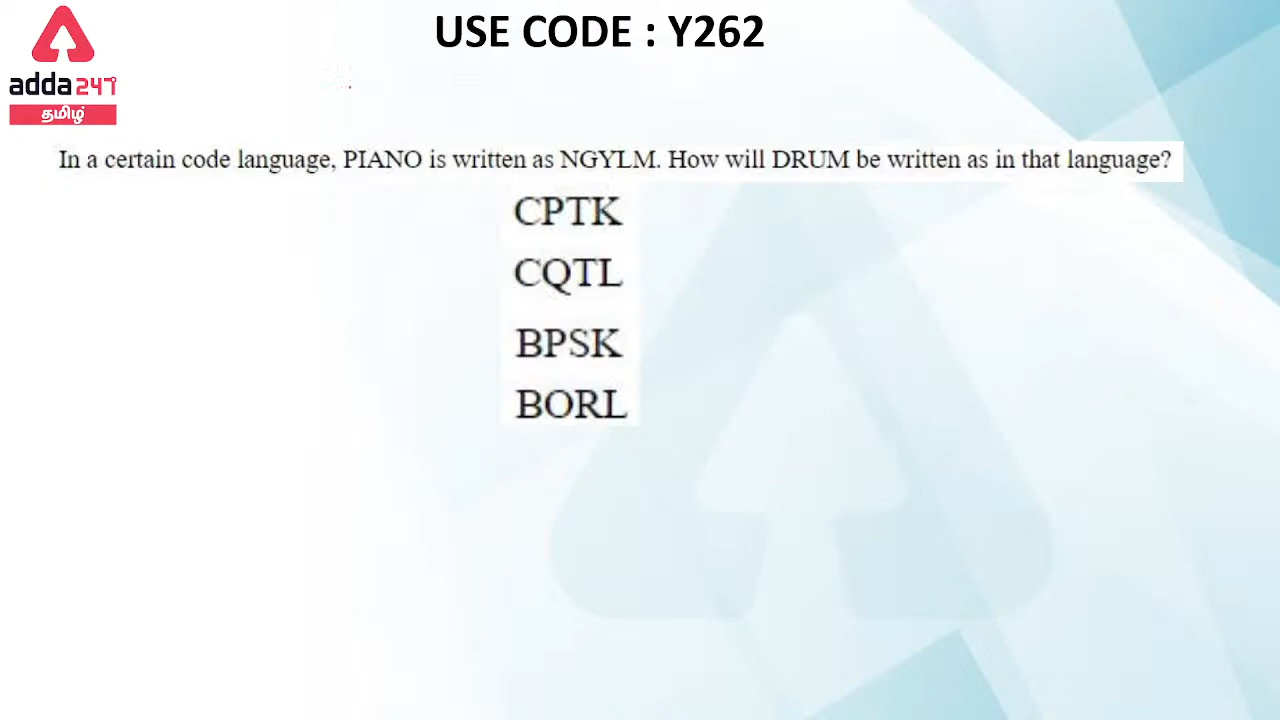 USE CODE : Y262
adda247
தமிழ்
In a certain code language, PIANO is written as NGYLM. How will DRUM be written as in that language?
CPTK
CQTL
BPSK
BORL